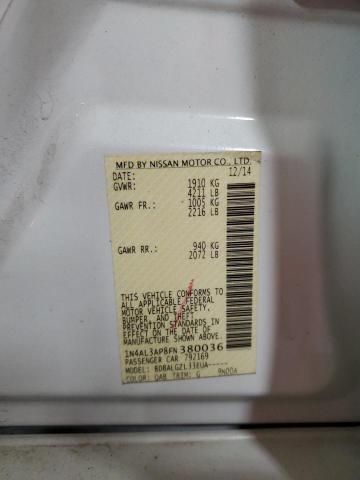 MFD BY NISSAN MOTOR CO., LTD.
DATE: 12/14
GVWR: 1910 KG
4211 LB
GAWR FR.: 1005 KG
2216 LB
GAWR RR.: 940 KG
2072 LB
THIS VEHICLE CONFORMS TO
ALL APPLICABLE FEDERAL
MOTOR VEHICLE SAFETY,
BUMPER, AND THEFT
PREVENTION STANDARDS IN
EFFECT ON THE DATE OF
MANUFACTURE SHOWN ABOVE.
1N4AL3AP8FN380036
PASSENGER CAR 792169
MODEL: BDBALGZL33EUA-----
COLOR: QAB TRIM: G 9N00A